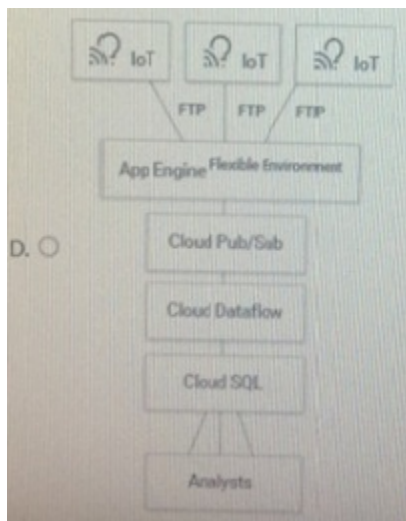 IoT IoT IoT
FTP FTP FTP
App Engine Flexible Environment
D.
Cloud Pub/Sub
Cloud Dataflow
Cloud SQL
Analysts